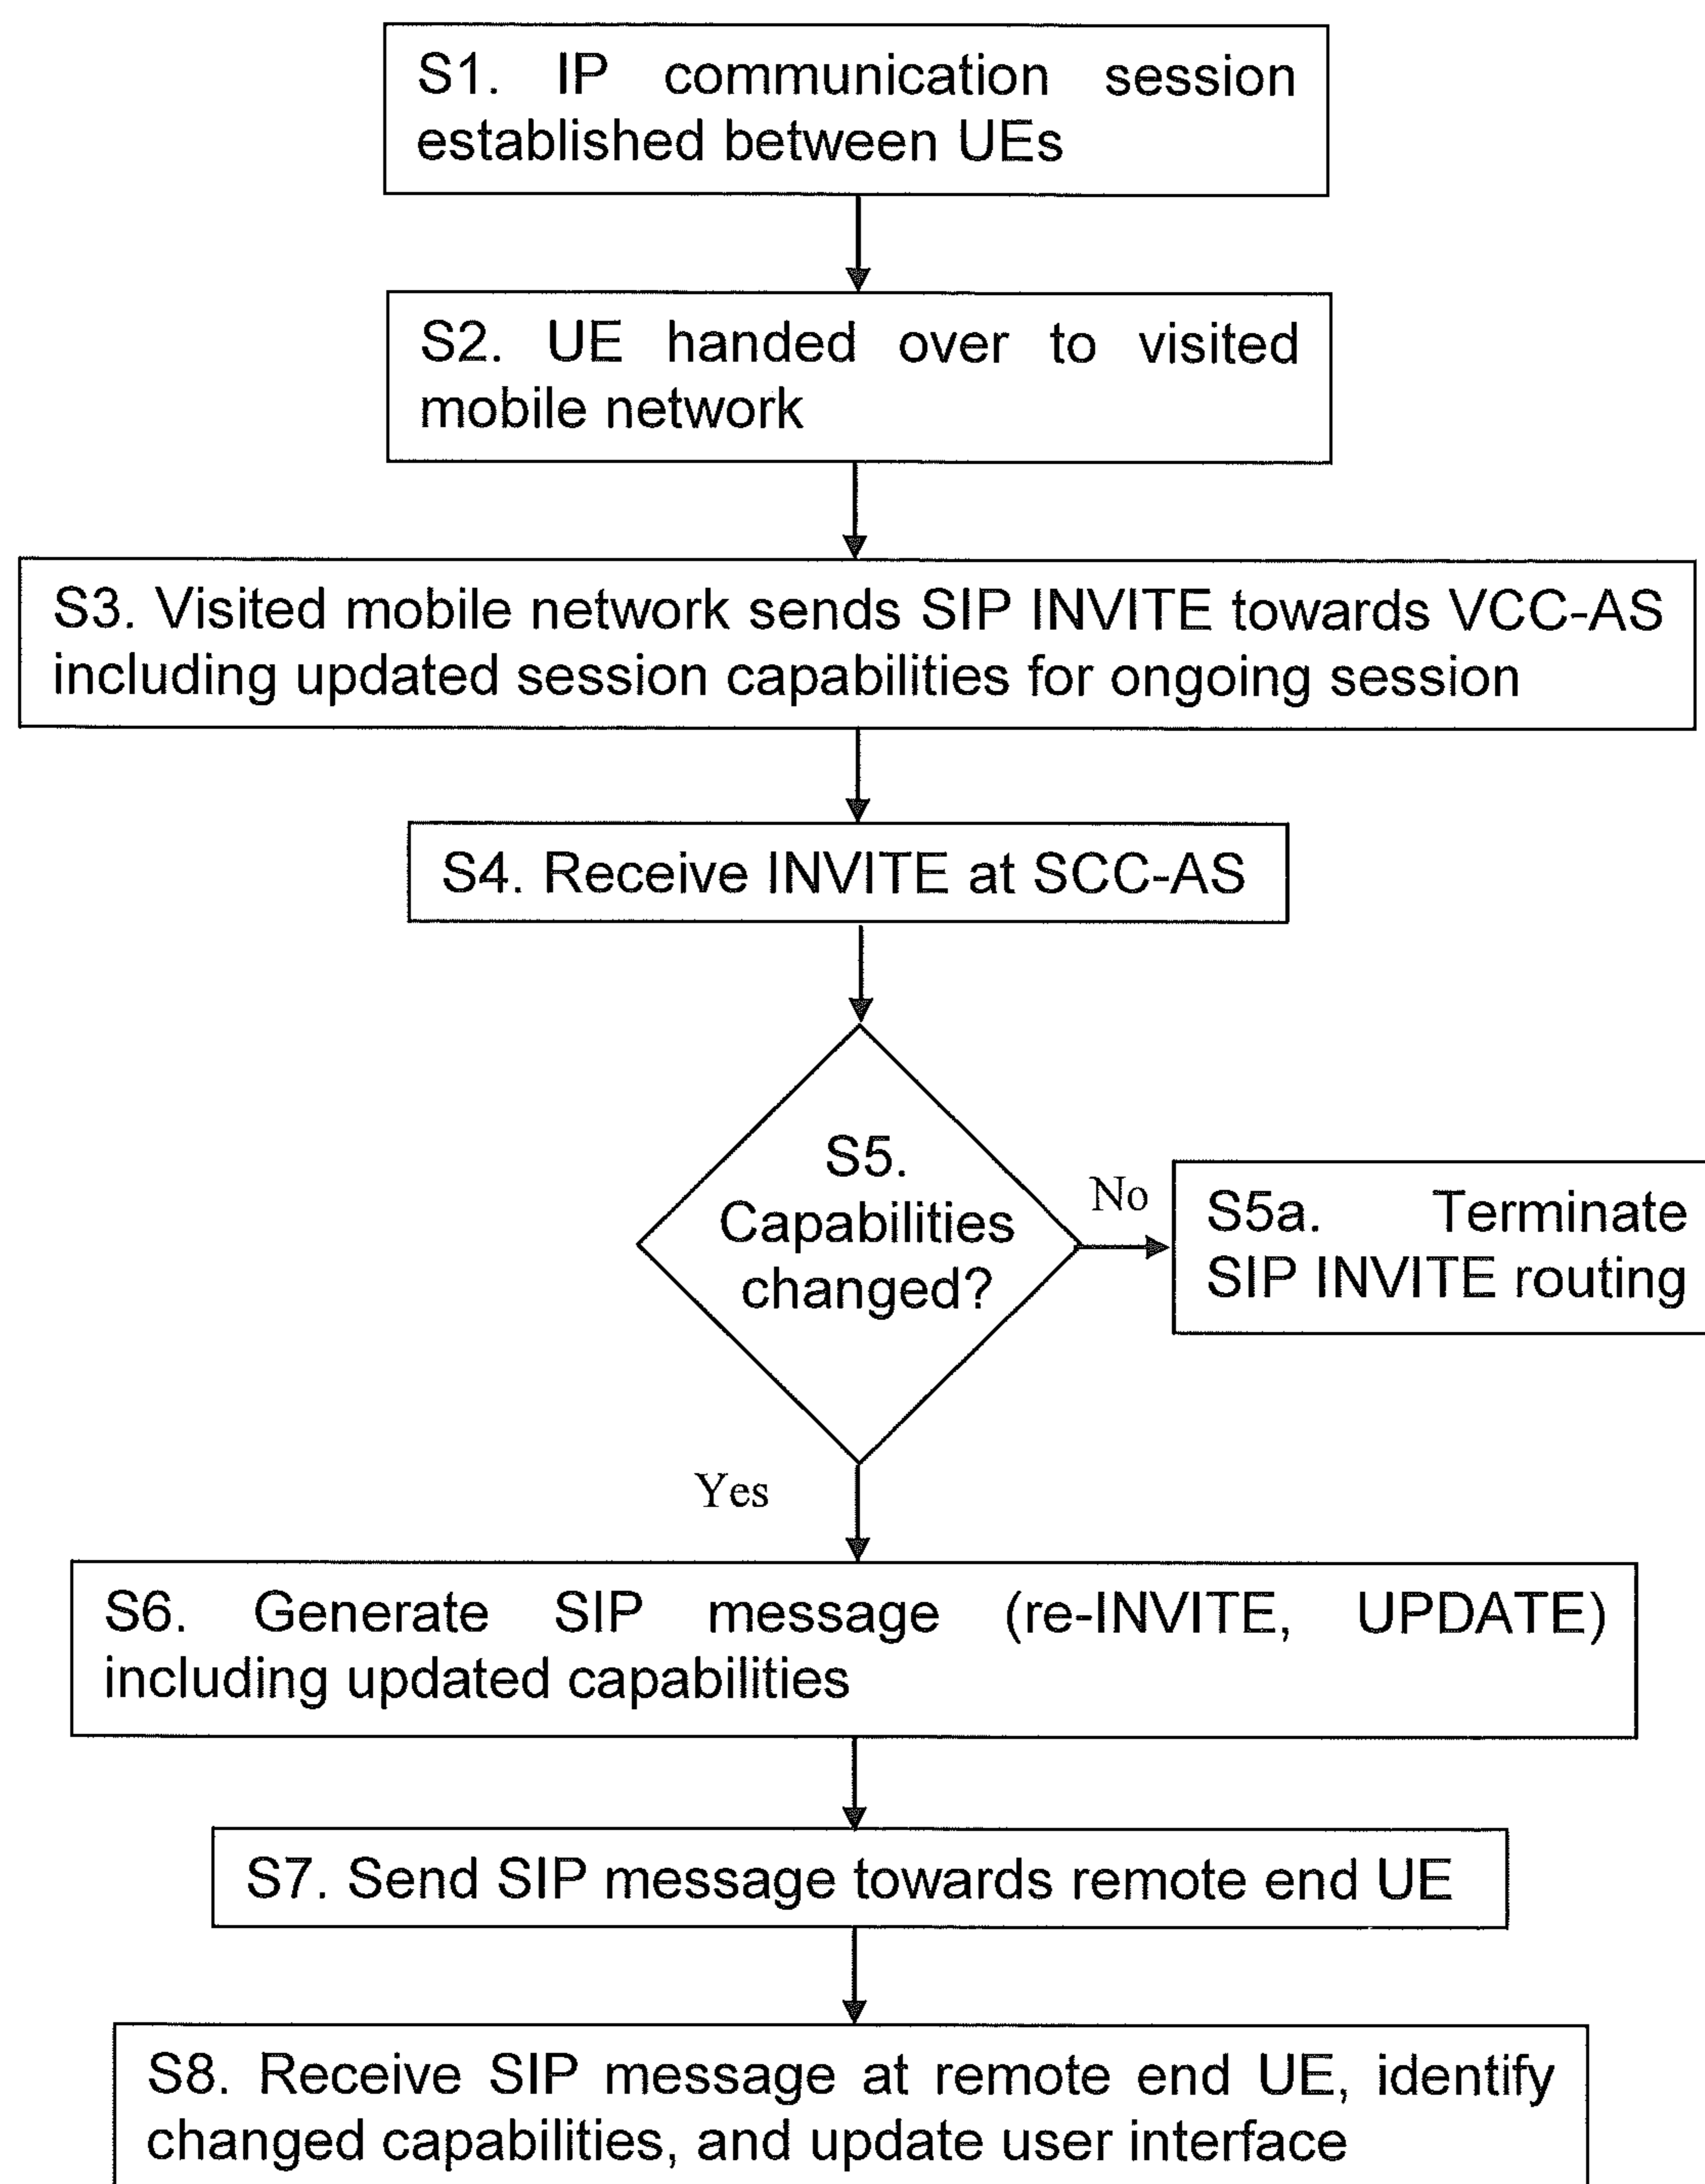 S1. IP communication session
established between UEs
S2. UE handed over to visited
mobile network
S3. Visited mobile network sends SIP INVITE towards VCC-AS
including updated session capabilities for ongoing session
S4. Receive INVITE at SCC-AS
S5.
Capabilities
changed?
No
S5a. Terminate
SIP INVITE routing
Yes
S6. Generate SIP message (re-INVITE, UPDATE)
including updated capabilities
S7. Send SIP message towards remote end UE
S8. Receive SIP message at remote end UE, identify
changed capabilities, and update user interface